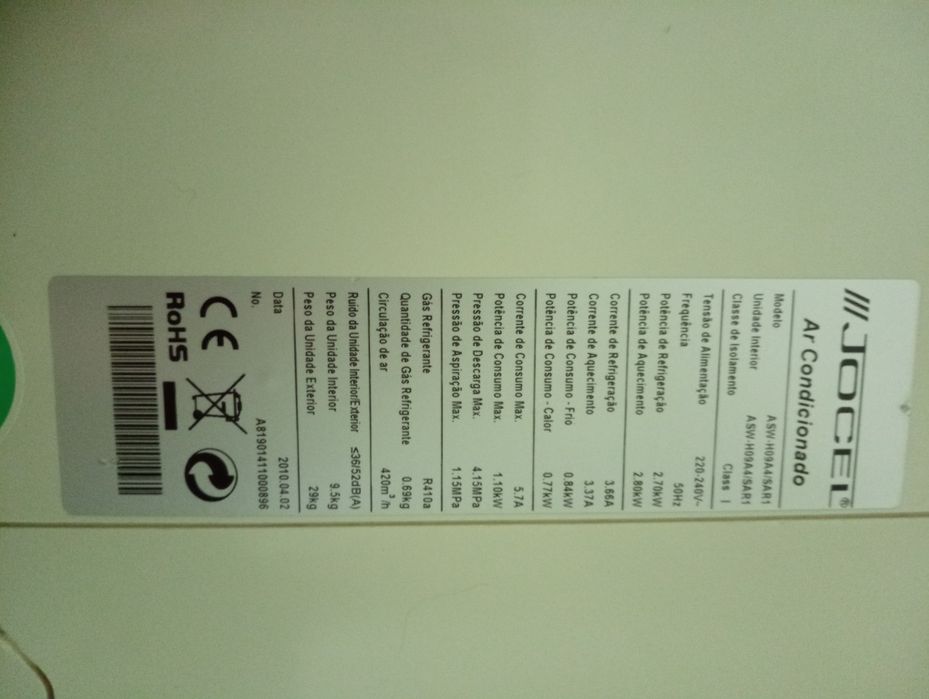 JOCEL®
Ar Condicionado
Modelo ASW-H09A4/SAR1
Unidade Interior ASW-H09A4/SAR1
Classe de Isolamento Class I
Tensão de Alimentação 220-240V~
Frequência 50Hz
Potência de Refrigeração 2.70kW
Potência de Aquecimento 2.80kW
Corrente de Refrigeração 3.66A
Corrente de Aquecimento 3.37A
Potência de Consumo - Frio 0.84kW
Potência de Consumo - Calor 0.77kW
Corrente de Consumo Max. 5.7A
Potência de Consumo Max. 1.10kW
Pressão de Descarga Max. 4.15MPa
Pressão de Aspiração Max. 1.15MPa
Gás Refrigerante R410a
Quantidade de Gás Refrigerante 0.69kg
Circulação de ar 420m³/h
Ruido da Unidade Interior/Exterior ≤36/52dB(A)
Peso da Unidade Interior 9.5kg
Peso da Unidade Exterior 29kg
Data 2010.04.02
No. A81901411000896
CE
RoHS